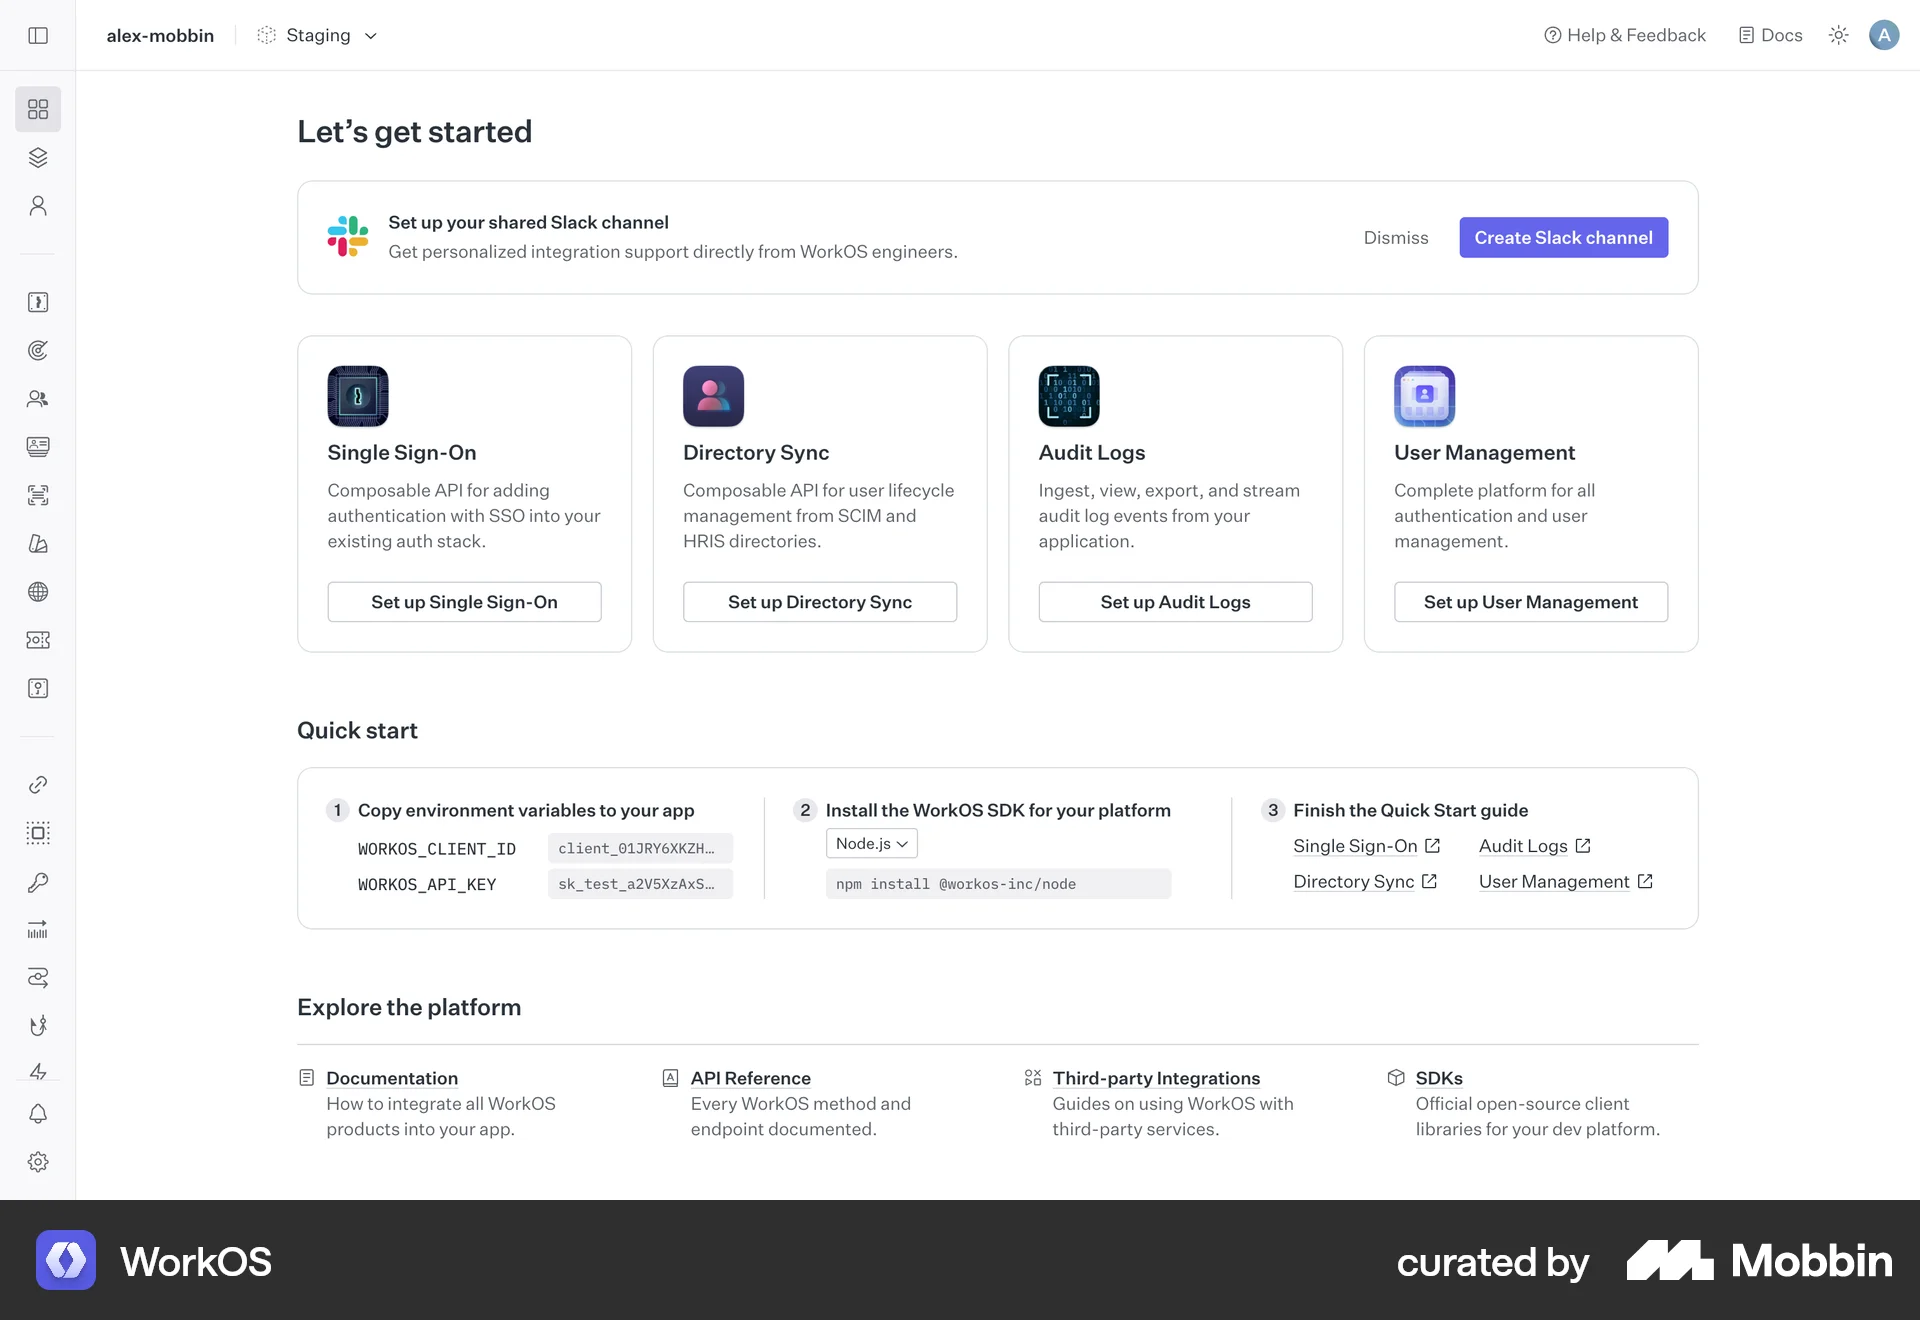 alex-mobbin
Staging
Help & Feedback
Docs
A
Let’s get started
Set up your shared Slack channel
Get personalized integration support directly from WorkOS engineers.
Dismiss
Create Slack channel
Single Sign-On
Composable API for adding
authentication with SSO into your
existing auth stack.
Set up Single Sign-On
Directory Sync
Composable API for user lifecycle
management from SCIM and
HRIS directories.
Set up Directory Sync
Audit Logs
Ingest, view, export, and stream
audit log events from your
application.
Set up Audit Logs
User Management
Complete platform for all
authentication and user
management.
Set up User Management
Quick start
1 Copy environment variables to your app
WORKOS_CLIENT_ID client_01JRY6XKZH…
WORKOS_API_KEY sk_test_a2V5XzAxS…
2 Install the WorkOS SDK for your platform
Node.js
npm install @workos-inc/node
3 Finish the Quick Start guide
Single Sign-On
Audit Logs
Directory Sync
User Management
Explore the platform
Documentation
How to integrate all WorkOS
products into your app.
API Reference
Every WorkOS method and
endpoint documented.
Third-party Integrations
Guides on using WorkOS with
third-party services.
SDKs
Official open-source client
libraries for your dev platform.
WorkOS
curated by
Mobbin